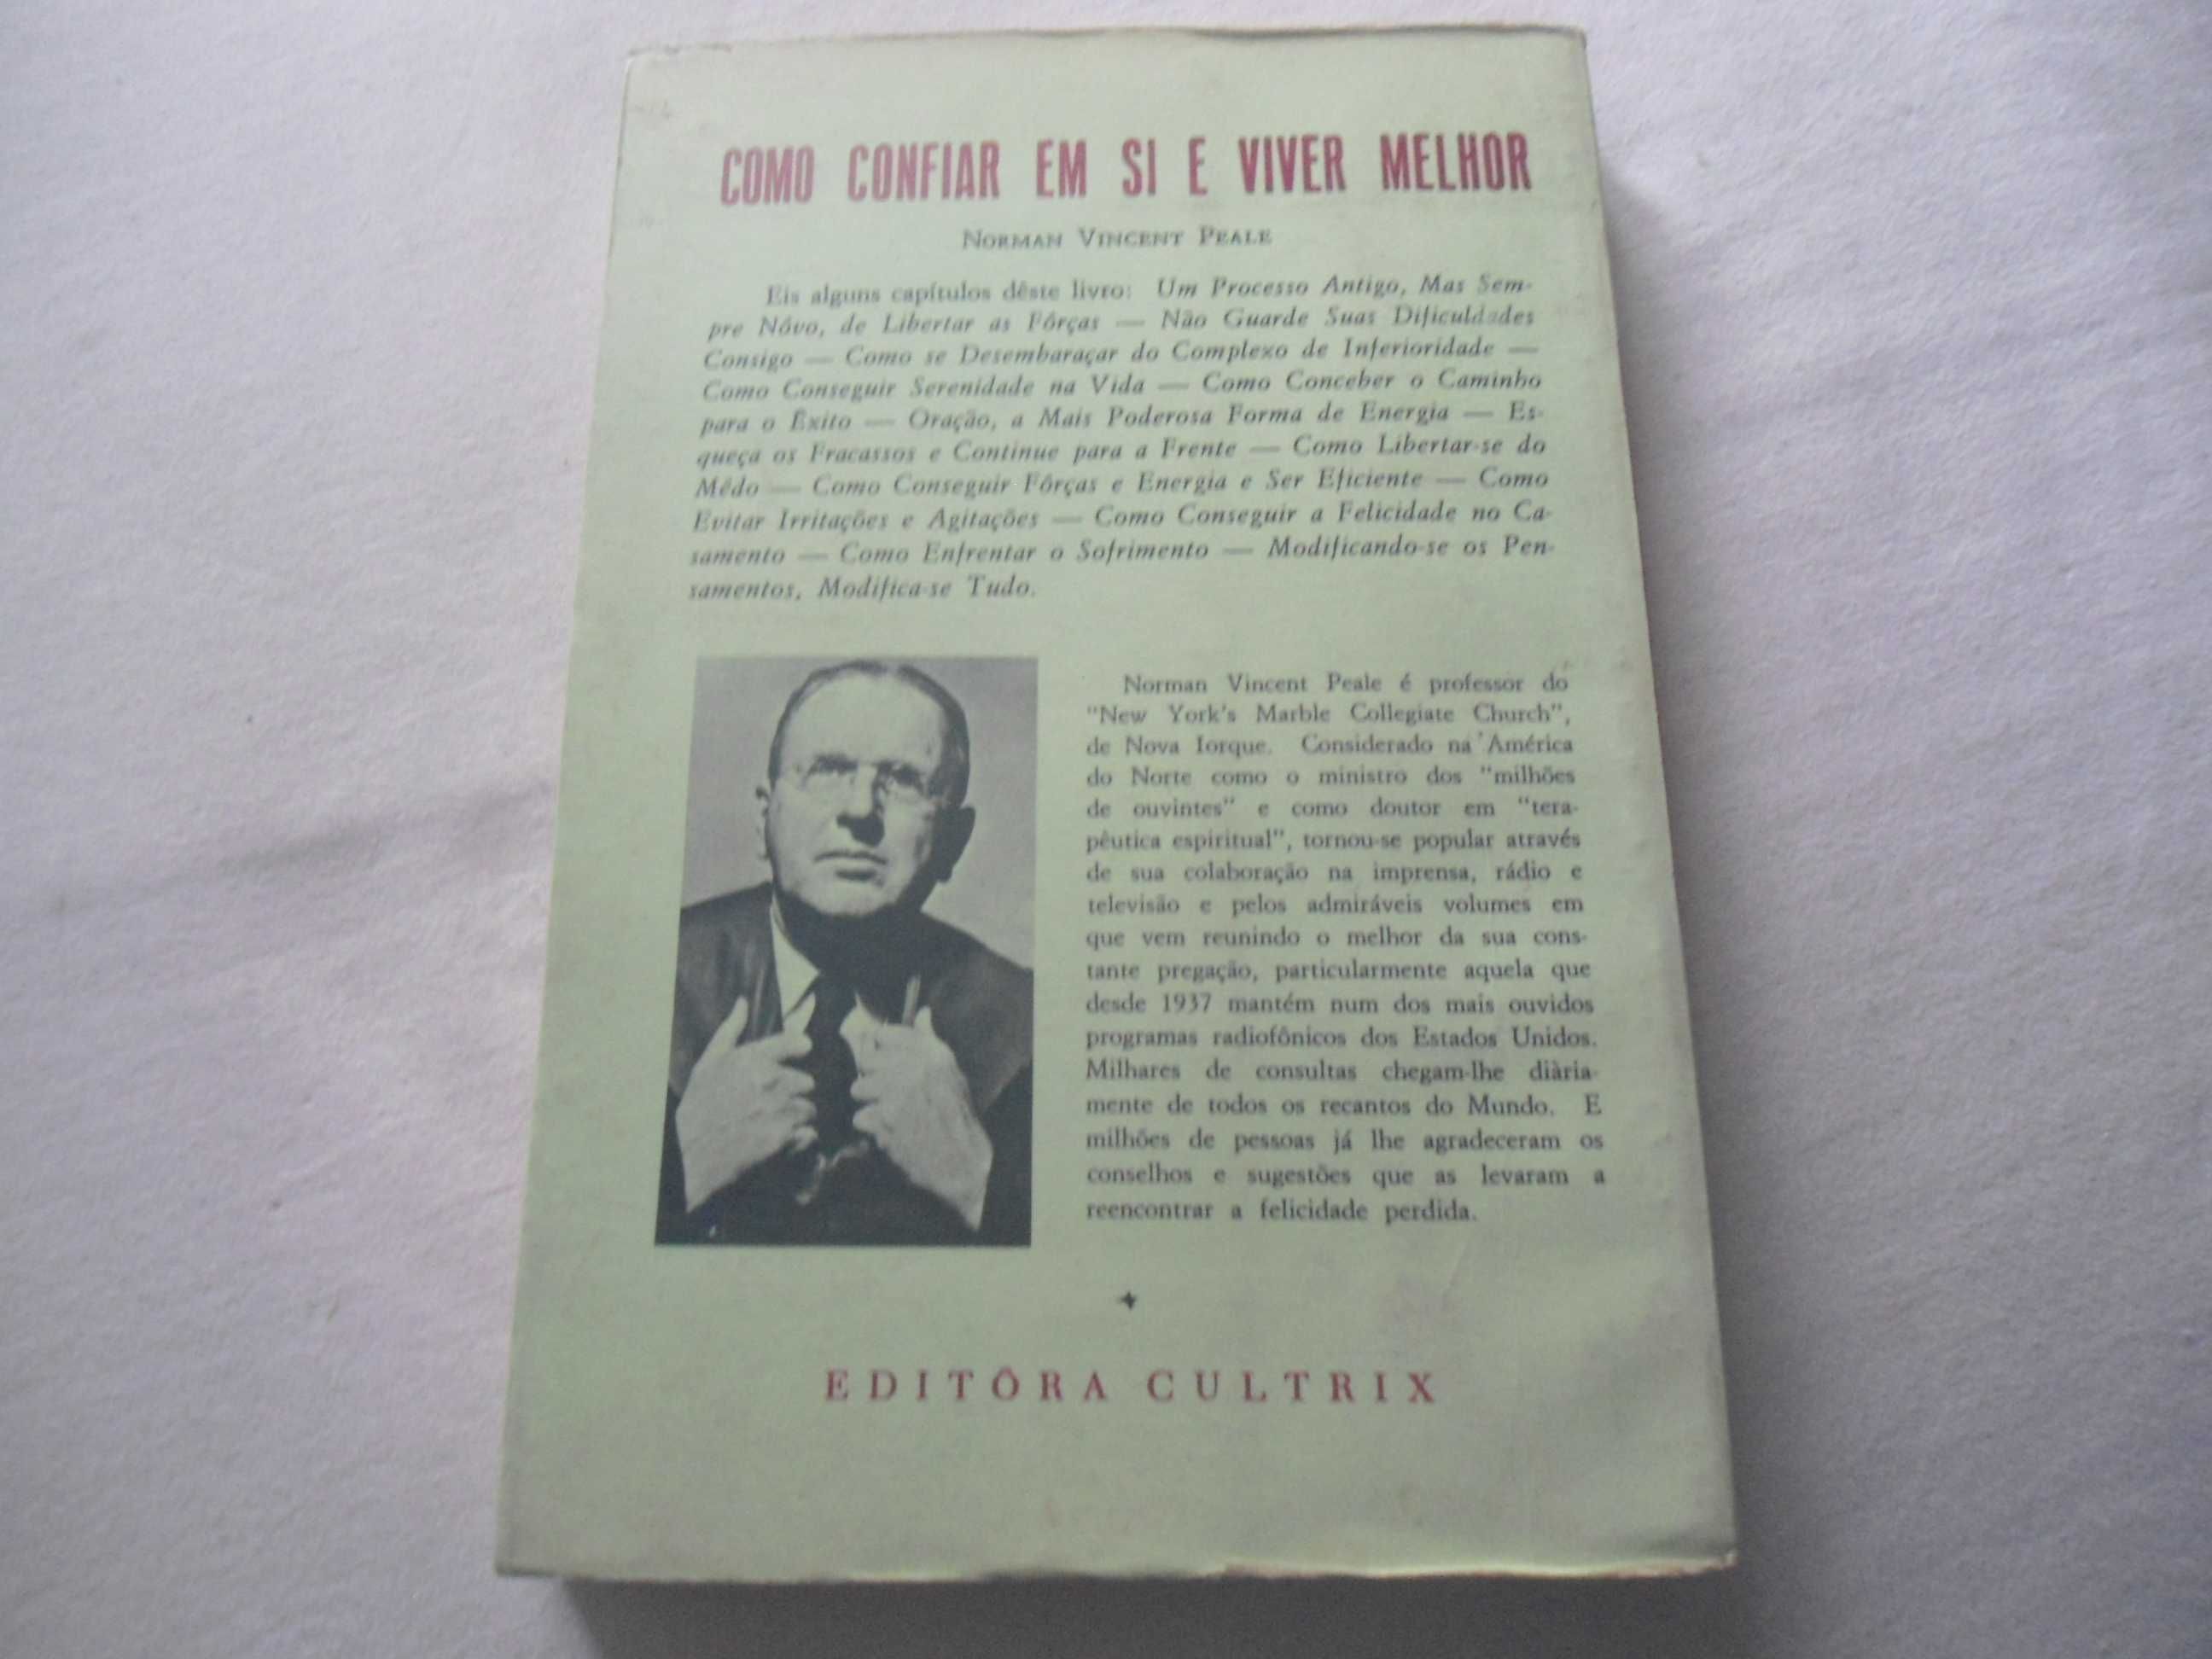 COMO CONFIAR EM SI E VIVER MELHOR
NORMAN VINCENT PEALE
Eis alguns capítulos dêste livro: Um Processo Antigo, Mas Sem-
pre Nôvo, de Libertar as Fôrças — Não Guarde Suas Dificuldades
Consigo — Como se Desembaraçar do Complexo de Inferioridade —
Como Conseguir Serenidade na Vida — Como Conceber o Caminho
para o Êxito — Oração, a Mais Poderosa Forma de Energia — Es-
queça os Fracassos e Continue para a Frente — Como Libertar-se do
Mêdo — Como Conseguir Fôrças e Energia e Ser Eficiente — Como
Evitar Irritações e Agitações — Como Conseguir a Felicidade no Ca-
samento — Como Enfrentar o Sofrimento — Modificando-se os Pen-
samentos, Modifica-se Tudo.
Norman Vincent Peale é professor do
"New York's Marble Collegiate Church",
de Nova Iorque. Considerado na América
do Norte como o ministro dos "milhões
de ouvintes" e como doutor em "tera-
pêutica espiritual", tornou-se popular através
de sua colaboração na imprensa, rádio e
televisão e pelos admiráveis volumes em
que vem reunindo o melhor da sua cons-
tante pregação, particularmente aquela que
desde 1937 mantém num dos mais ouvidos
programas radiofônicos dos Estados Unidos.
Milhares de consultas chegam-lhe diària-
mente de todos os recantos do Mundo. E
milhões de pessoas já lhe agradeceram os
conselhos e sugestões que as levaram a
reencontrar a felicidade perdida.
EDITÔRA CULTRIX